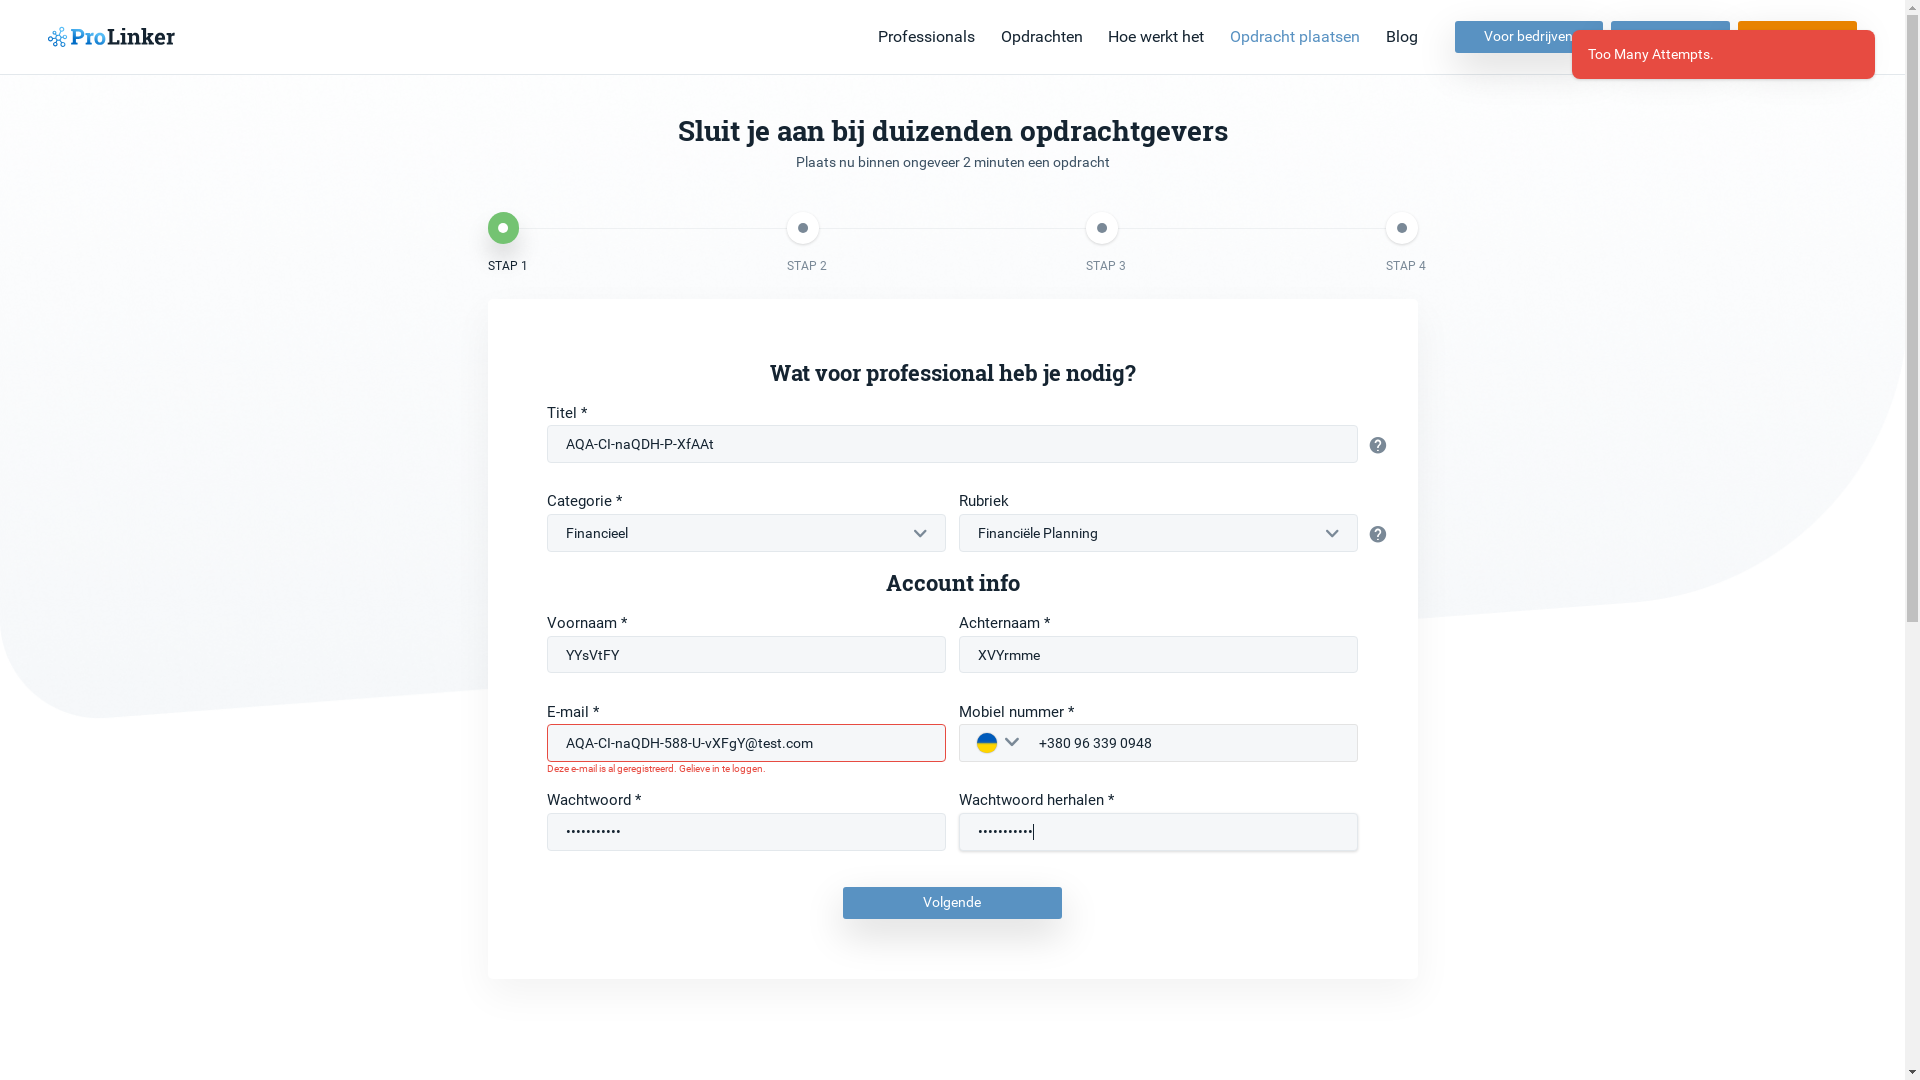 ProLinker
Professionals Opdrachten Hoe werkt het Opdracht plaatsen Blog Voor bedrijven
Too Many Attempts.
Sluit je aan bij duizenden opdrachtgevers
Plaats nu binnen ongeveer 2 minuten een opdracht
STAP 1 STAP 2 STAP 3 STAP 4
Wat voor professional heb je nodig?
Titel *
AQA-CI-naQDH-P-XfAAt
Categorie * Rubriek
Financieel Financiële Planning
Account info
Voornaam * Achternaam *
YYsVtFY XVYrmme
E-mail * Mobiel nummer *
AQA-CI-naQDH-588-U-vXFgY@test.com +380 96 339 0948
Deze e-mail is al geregistreerd. Gelieve in te loggen.
Wachtwoord * Wachtwoord herhalen *
••••••••••• •••••••••••
Volgende